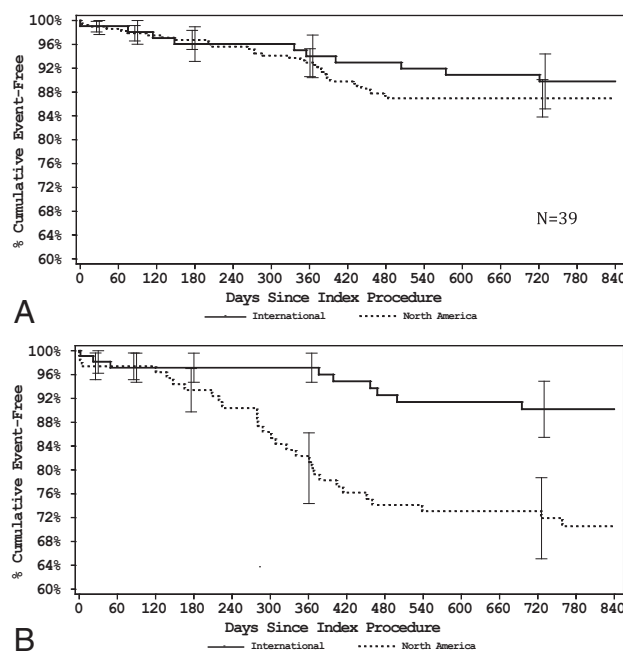 100%
96%
92%
88%
84%
80%
76%
72%
68%
64%
60%
% Cumulative Event-Free
N=39
0 60 120 180 240 300 360 420 480 540 600 660 720 780 840
Days Since Index Procedure
A
International North America
100%
96%
92%
88%
84%
80%
76%
72%
68%
64%
60%
% Cumulative Event-Free
0 60 120 180 240 300 360 420 480 540 600 660 720 780 840
Days Since Index Procedure
B
International North America